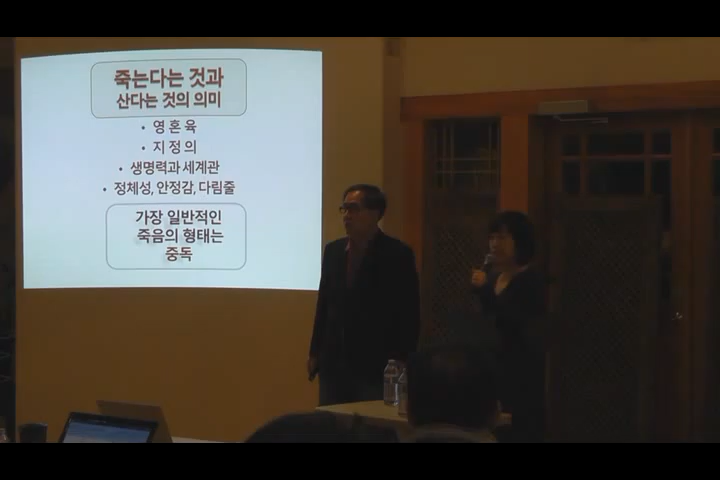 죽는다는 것과
산다는 것의 의미
• 영 혼 육
• 지 정 의
• 생명력과 세계관
• 정체성, 안정감, 다림줄
가장 일반적인
죽음의 형태는
중독